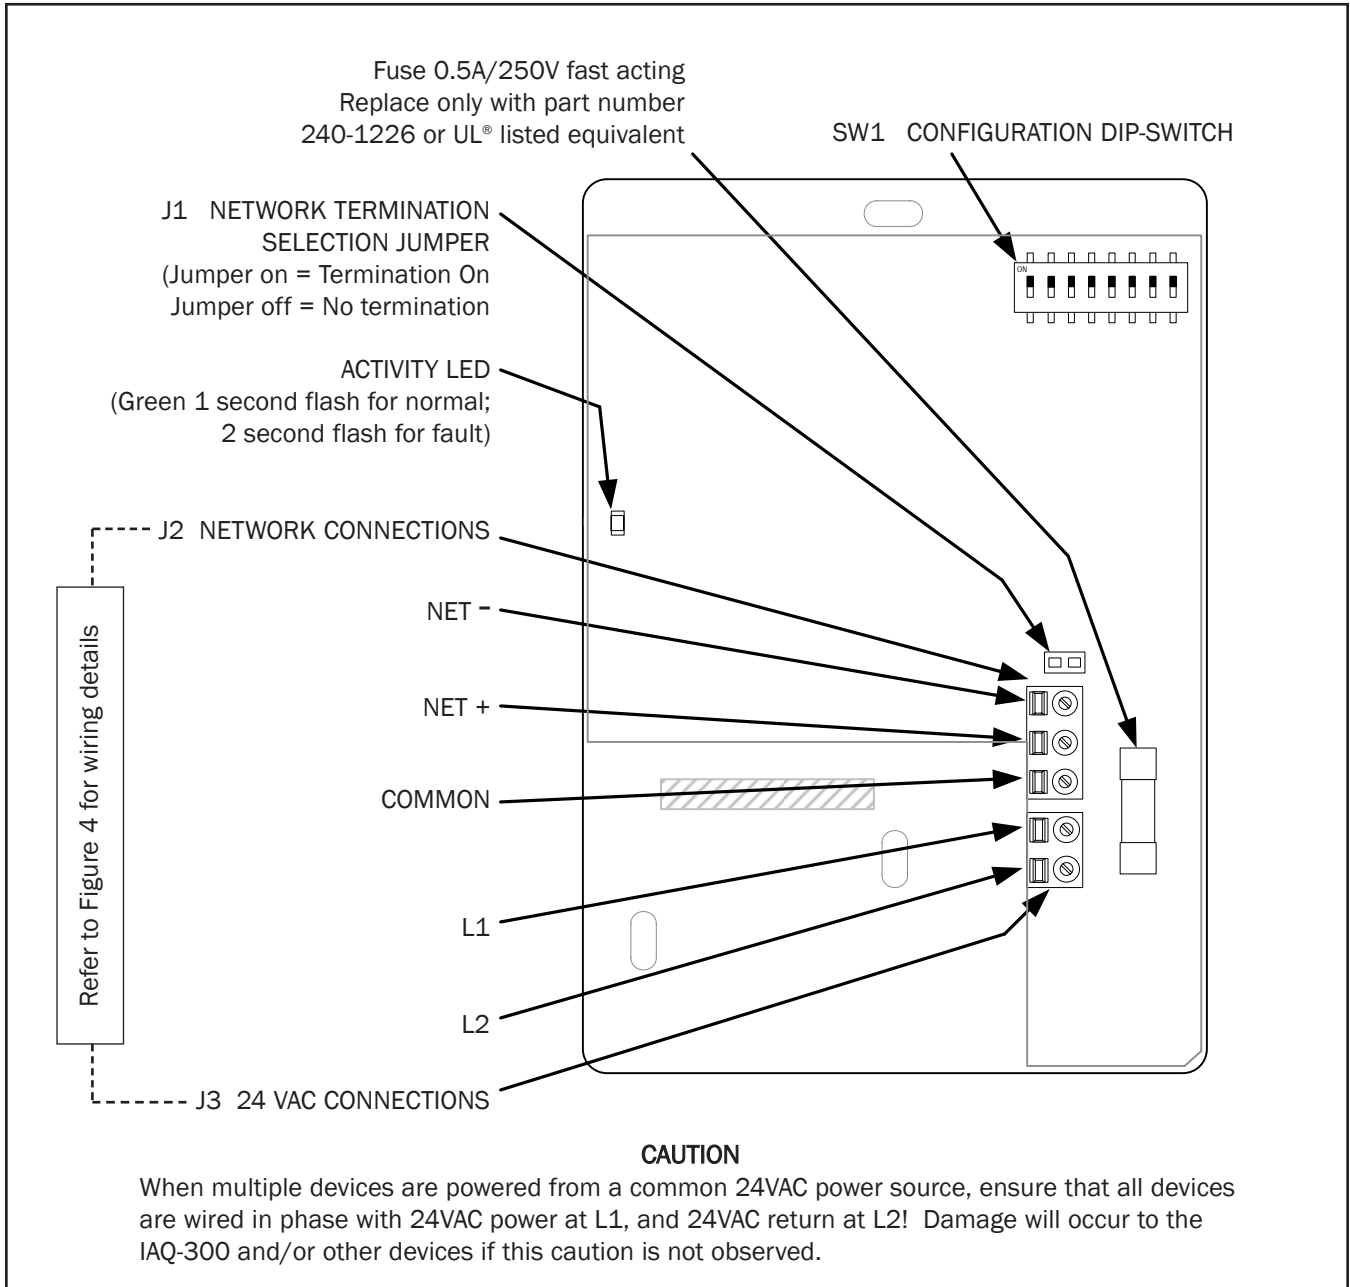 Fuse 0.5A/250V fast acting
Replace only with part number
240-1226 or UL® listed equivalent
SW1 CONFIGURATION DIP-SWITCH
J1 NETWORK TERMINATION
SELECTION JUMPER
(Jumper on = Termination On
Jumper off = No termination
ON
ACTIVITY LED
(Green 1 second flash for normal;
2 second flash for fault)
J2 NETWORK CONNECTIONS
NET -
NET +
COMMON
L1
L2
J3 24 VAC CONNECTIONS
Refer to Figure 4 for wiring details
CAUTION
When multiple devices are powered from a common 24VAC power source, ensure that all devices
are wired in phase with 24VAC power at L1, and 24VAC return at L2! Damage will occur to the
IAQ-300 and/or other devices if this caution is not observed.